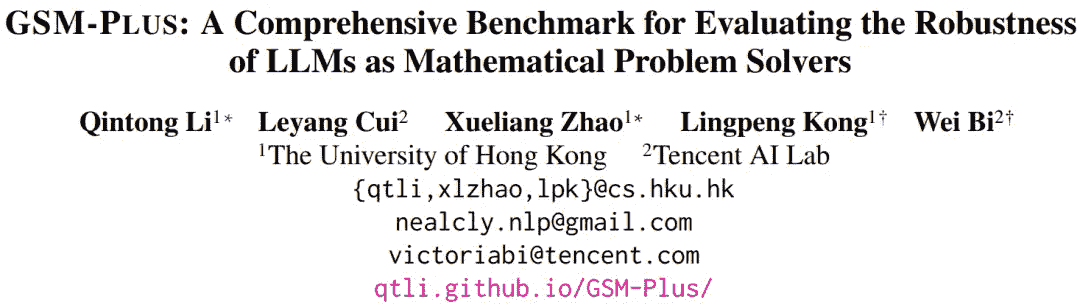 GSM-PLUS: A Comprehensive Benchmark for Evaluating the Robustness
of LLMs as Mathematical Problem Solvers
Qintong Li¹* Leyang Cui² Xueliang Zhao¹* Lingpeng Kong¹† Wei Bi²†
¹The University of Hong Kong ²Tencent AI Lab
{qtli,xlzhao,lpk}@cs.hku.hk
nealcly.nlp@gmail.com
victoriabi@tencent.com
qtli.github.io/GSM-Plus/